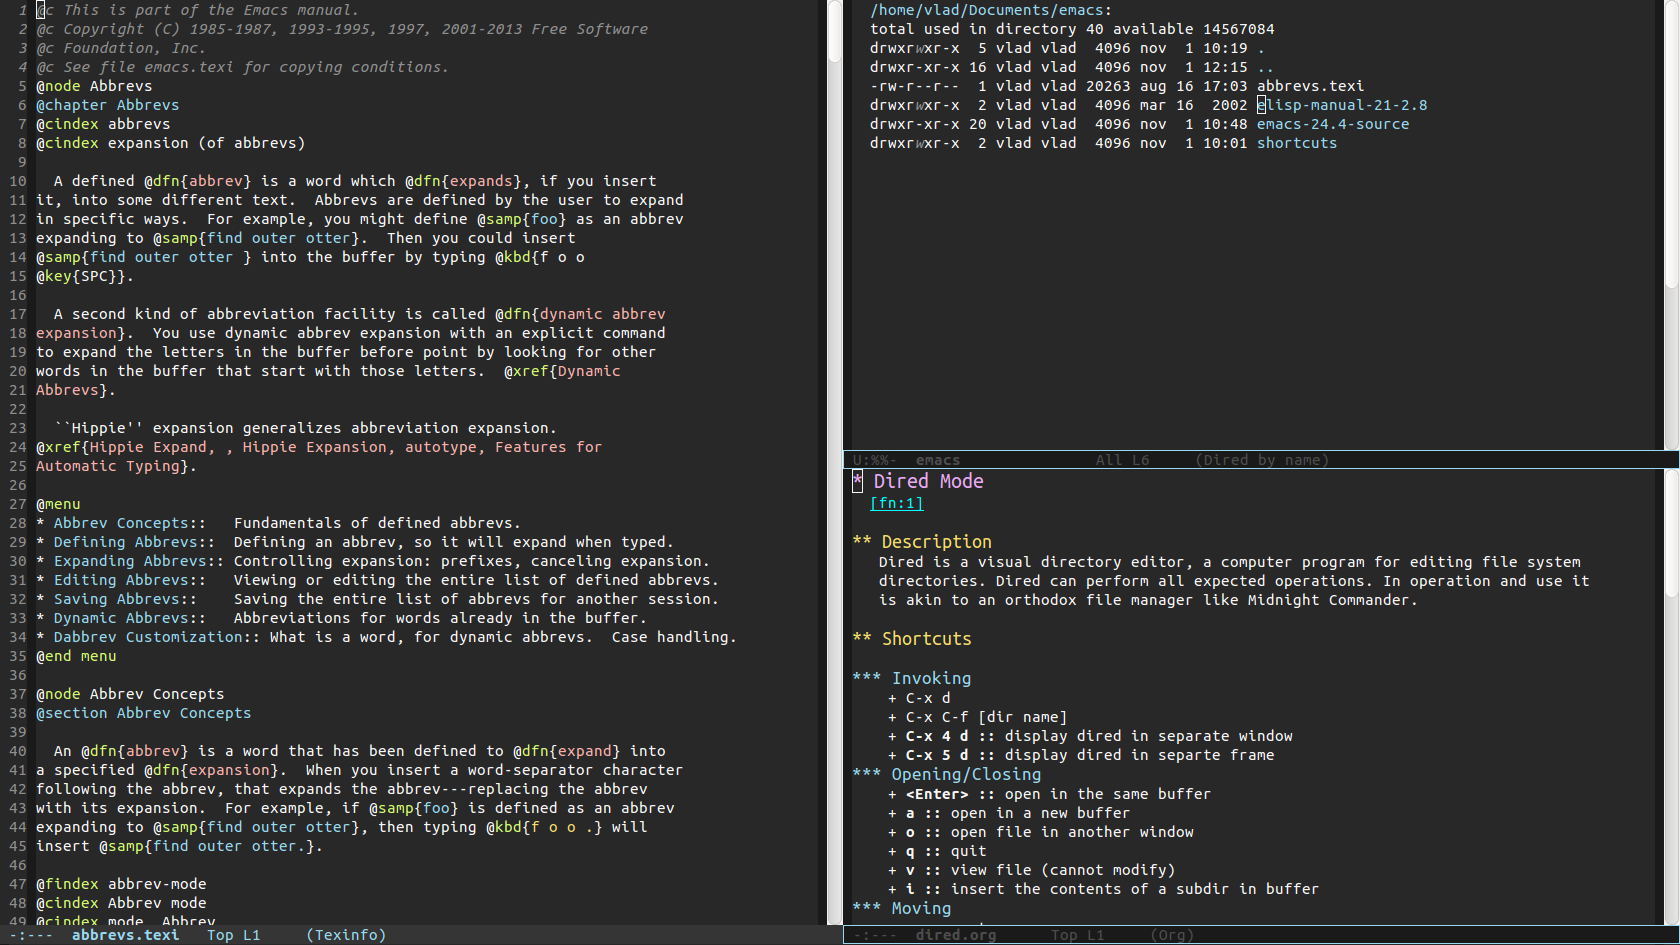 1 @c This is part of the Emacs manual.
2 @c Copyright (C) 1985-1987, 1993-1995, 1997, 2001-2013 Free Software
3 @c Foundation, Inc.
4 @c See file emacs.texi for copying conditions.
5 @node Abbrevs
6 @chapter Abbrevs
7 @cindex abbrevs
8 @cindex expansion (of abbrevs)
9
10   A defined @dfn{abbrev} is a word which @dfn{expands}, if you insert
11 it, into some different text.  Abbrevs are defined by the user to expand
12 in specific ways.  For example, you might define @samp{foo} as an abbrev
13 expanding to @samp{find outer otter}.  Then you could insert
14 @samp{find outer otter } into the buffer by typing @kbd{f o o
15 @key{SPC}}.
16
17   A second kind of abbreviation facility is called @dfn{dynamic abbrev
18 expansion}.  You use dynamic abbrev expansion with an explicit command
19 to expand the letters in the buffer before point by looking for other
20 words in the buffer that start with those letters.  @xref{Dynamic
21 Abbrevs}.
22
23   ``Hippie'' expansion generalizes abbreviation expansion.
24 @xref{Hippie Expand, , Hippie Expansion, autotype, Features for
25 Automatic Typing}.
26
27 @menu
28 * Abbrev Concepts::   Fundamentals of defined abbrevs.
29 * Defining Abbrevs::  Defining an abbrev, so it will expand when typed.
30 * Expanding Abbrevs:: Controlling expansion: prefixes, canceling expansion.
31 * Editing Abbrevs::   Viewing or editing the entire list of defined abbrevs.
32 * Saving Abbrevs::    Saving the entire list of abbrevs for another session.
33 * Dynamic Abbrevs::   Abbreviations for words already in the buffer.
34 * Dabbrev Customization:: What is a word, for dynamic abbrevs.  Case handling.
35 @end menu
36
37 @node Abbrev Concepts
38 @section Abbrev Concepts
39
40   An @dfn{abbrev} is a word that has been defined to @dfn{expand} into
41 a specified @dfn{expansion}.  When you insert a word-separator character
42 following the abbrev, that expands the abbrev---replacing the abbrev
43 with its expansion.  For example, if @samp{foo} is defined as an abbrev
44 expanding to @samp{find outer otter}, then typing @kbd{f o o .} will
45 insert @samp{find outer otter.}.
46
47 @findex abbrev-mode
48 @cindex Abbrev mode
49 @cindex mode, Abbrev
-:---  abbrevs.texi   Top L1     (Texinfo)
/home/vlad/Documents/emacs:
total used in directory 40 available 14567084
drwxrwxr-x  5 vlad vlad  4096 nov  1 10:19 .
drwxr-xr-x 16 vlad vlad  4096 nov  1 12:15 ..
-rw-r--r--  1 vlad vlad 20263 aug 16 17:03 abbrevs.texi
drwxrwxr-x  2 vlad vlad  4096 mar 16  2002 elisp-manual-21-2.8
drwxr-xr-x 20 vlad vlad  4096 nov  1 10:48 emacs-24.4-source
drwxrwxr-x  2 vlad vlad  4096 nov  1 10:01 shortcuts
U:%%-  emacs               All L6     (Dired by name)
* Dired Mode
[fn:1]
** Description
Dired is a visual directory editor, a computer program for editing file system
directories. Dired can perform all expected operations. In operation and use it
is akin to an orthodox file manager like Midnight Commander.
** Shortcuts
*** Invoking
+ C-x d
+ C-x C-f [dir name]
+ C-x 4 d :: display dired in separate window
+ C-x 5 d :: display dired in separte frame
*** Opening/Closing
+ <Enter> :: open in the same buffer
+ a :: open in a new buffer
+ o :: open file in another window
+ q :: quit
+ v :: view file (cannot modify)
+ i :: insert the contents of a subdir in buffer
*** Moving
-:---  dired.org      Top L1     (Org)